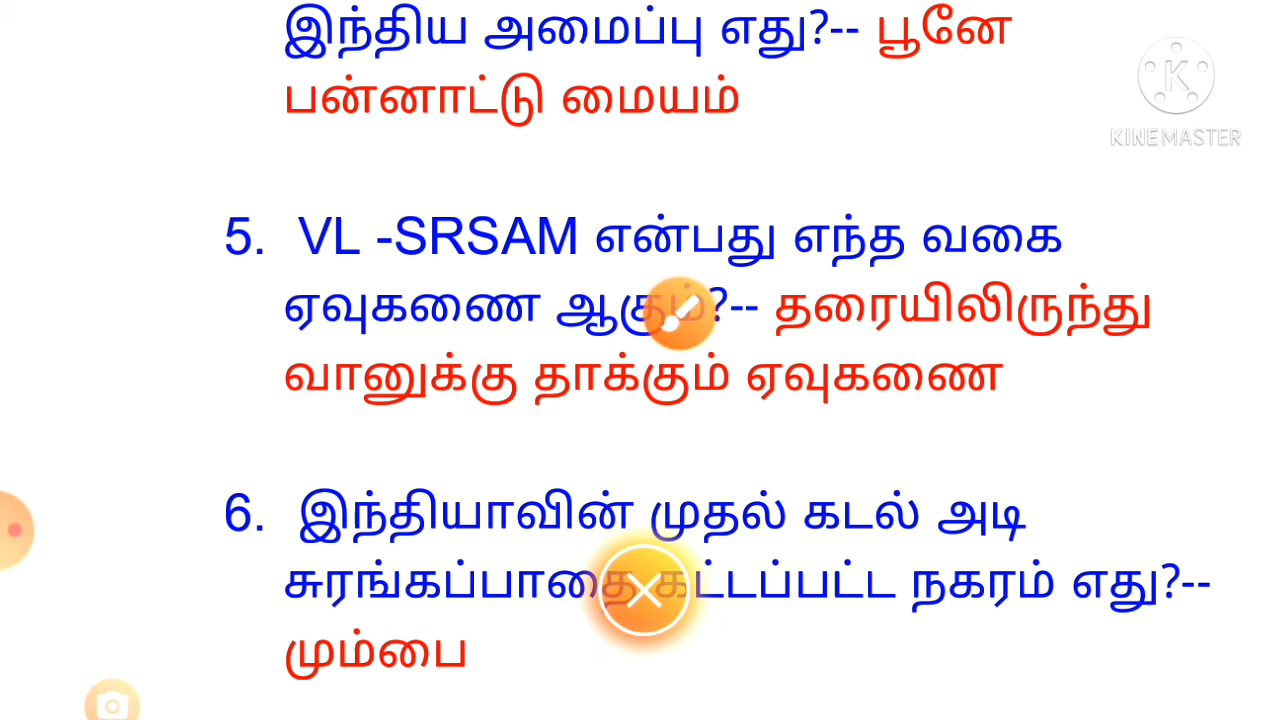 இந்திய அமைப்பு எது?-- பூனே
பன்னாட்டு மையம்
K
KINEMASTER
5. VL -SRSAM என்பது எந்த வகை
ஏவுகணை ஆகும்?-- தரையிலிருந்து
வானுக்கு தாக்கும் ஏவுகணை
6. இந்தியாவின் முதல் கடல் அடி
சுரங்கப்பாதை கட்டப்பட்ட நகரம் எது?--
மும்பை